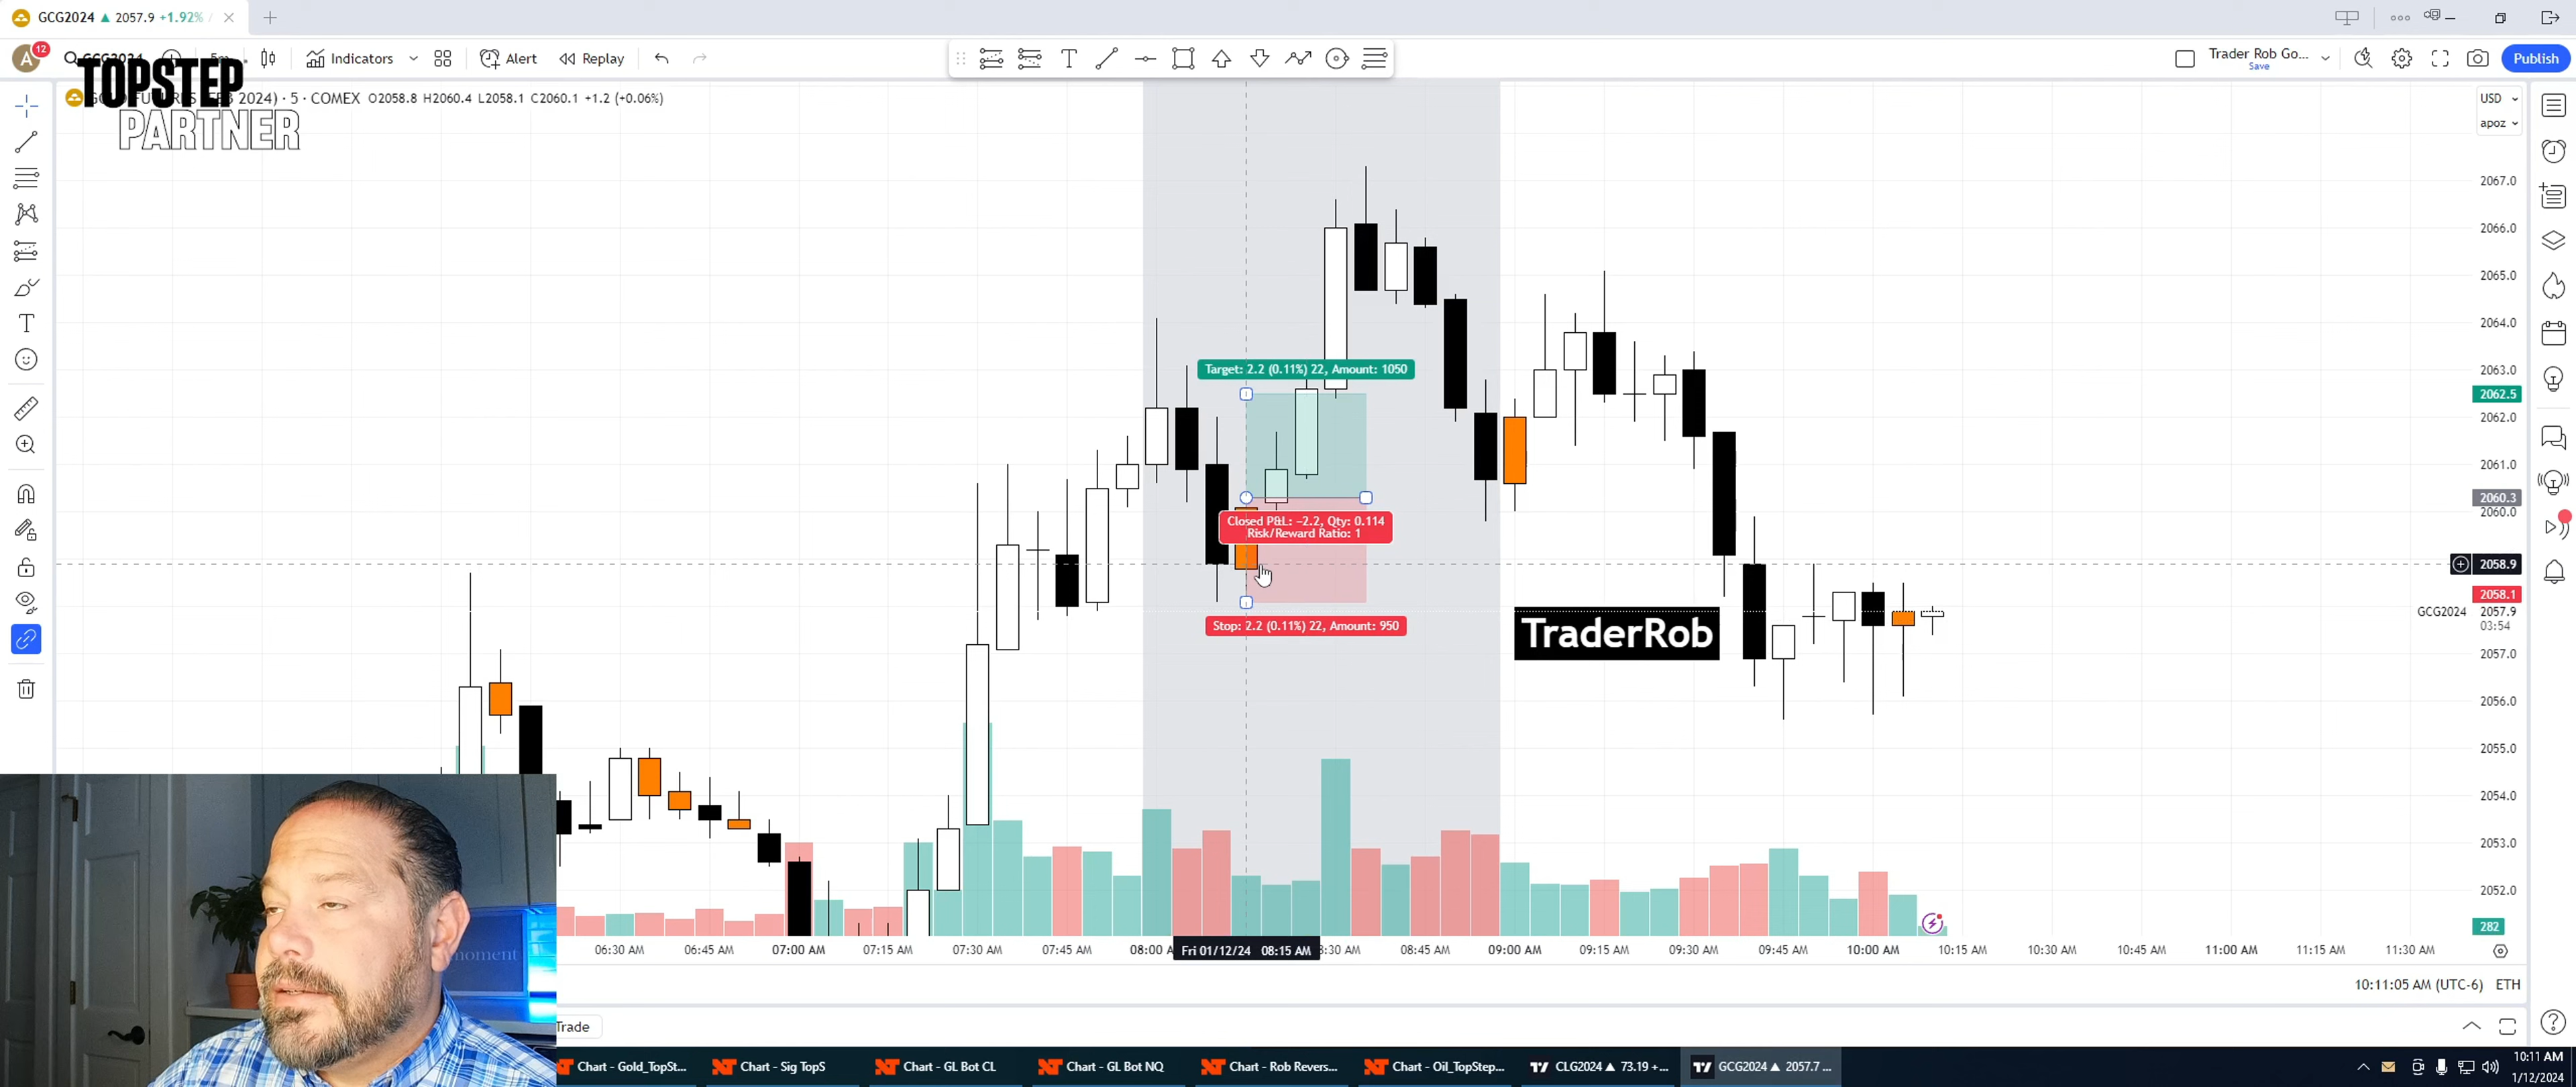 GCG2024 ▲ 2057.9 +1.92% /
A 12 GCG2024 5m Indicators Alert Replay
Trader Rob Go...
Save
Publish
TOPSTEP
PARTNER
2024) · 5 · COMEX O2058.8 H2060.4 L2058.1 C2060.1 +1.2 (+0.06%)
USD
apoz
2067.0
2066.0
2065.0
2064.0
2063.0
2062.5
2062.0
2061.0
2060.3
2060.0
2058.9
2058.1
GCG2024 2057.9
03:54
2057.0
2056.0
2055.0
2054.0
2053.0
2052.0
282
Target: 2.2 (0.11%) 22, Amount: 1050
Closed P&L: −2.2, Qty: 0.114
Risk/Reward Ratio: 1
Stop: 2.2 (0.11%) 22, Amount: 950
TraderRob
moment
06:30 AM 06:45 AM 07:00 AM 07:15 AM 07:30 AM 07:45 AM 08:00 A Fri 01/12/24 08:15 AM 8:30 AM 08:45 AM 09:00 AM 09:15 AM 09:30 AM 09:45 AM 10:00 AM 10:15 AM 10:30 AM 10:45 AM 11:00 AM 11:15 AM 11:30 AM
10:11:05 AM (UTC-6) ETH
Trade
Chart - Gold_TopSt... Chart - Sig TopS Chart - GL Bot CL Chart - GL Bot NQ Chart - Rob Revers... Chart - Oil_TopStep... CLG2024 ▲ 73.19 +... GCG2024 ▲ 2057.7 ...
10:11 AM
1/12/2024